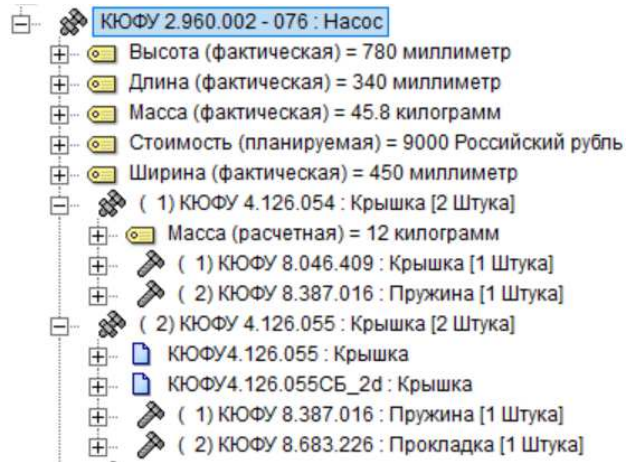 КЮФУ 2.960.002 - 076 : Насос
Высота (фактическая) = 780 миллиметр
Длина (фактическая) = 340 миллиметр
Масса (фактическая) = 45.8 килограмм
Стоимость (планируемая) = 9000 Российский рубль
Ширина (фактическая) = 450 миллиметр
( 1) КЮФУ 4.126.054 : Крышка [2 Штука]
Масса (расчетная) = 12 килограмм
( 1) КЮФУ 8.046.409 : Крышка [1 Штука]
( 2) КЮФУ 8.387.016 : Пружина [1 Штука]
( 2) КЮФУ 4.126.055 : Крышка [2 Штука]
КЮФУ4.126.055 : Крышка
КЮФУ4.126.055СБ_2d : Крышка
( 1) КЮФУ 8.387.016 : Пружина [1 Штука]
( 2) КЮФУ 8.683.226 : Прокладка [1 Штука]